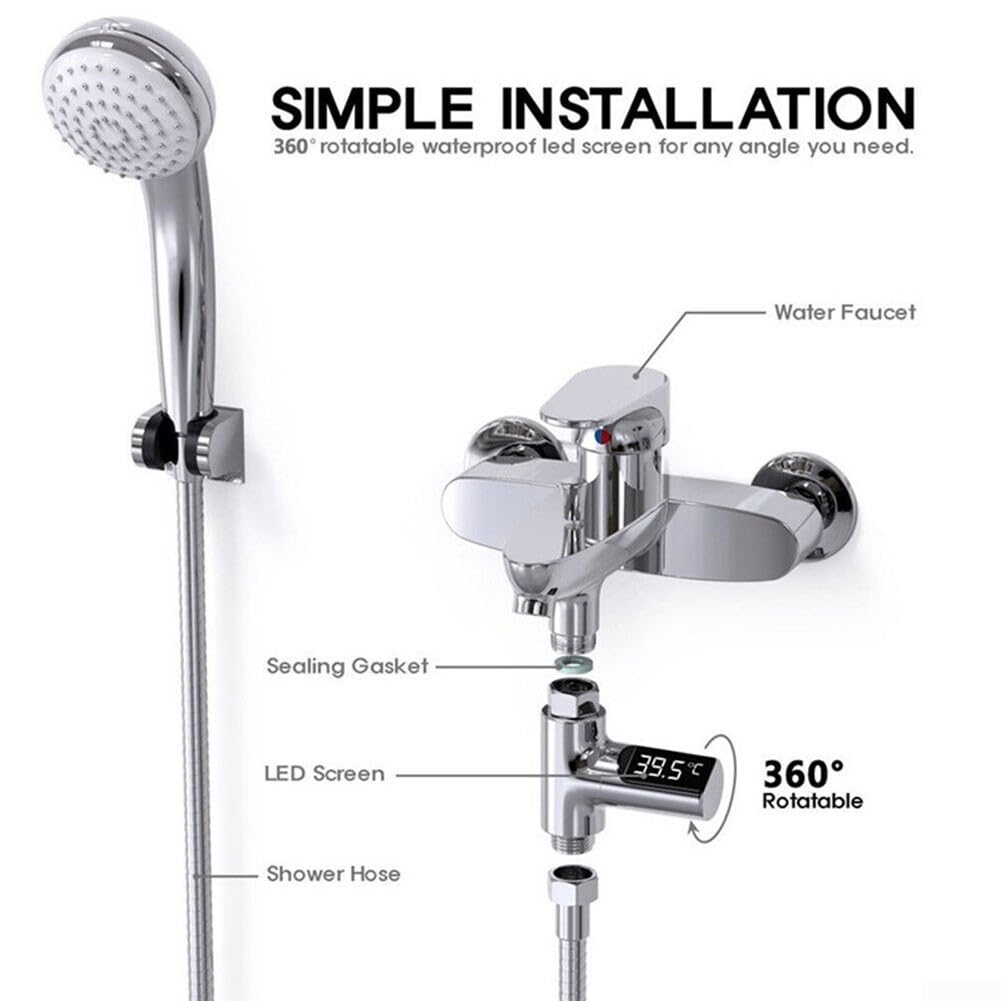 SIMPLE INSTALLATION
360° rotatable waterproof led screen for any angle you need.
Water Faucet
Sealing Gasket
LED Screen
39.5 °C
360°
Rotatable
Shower Hose